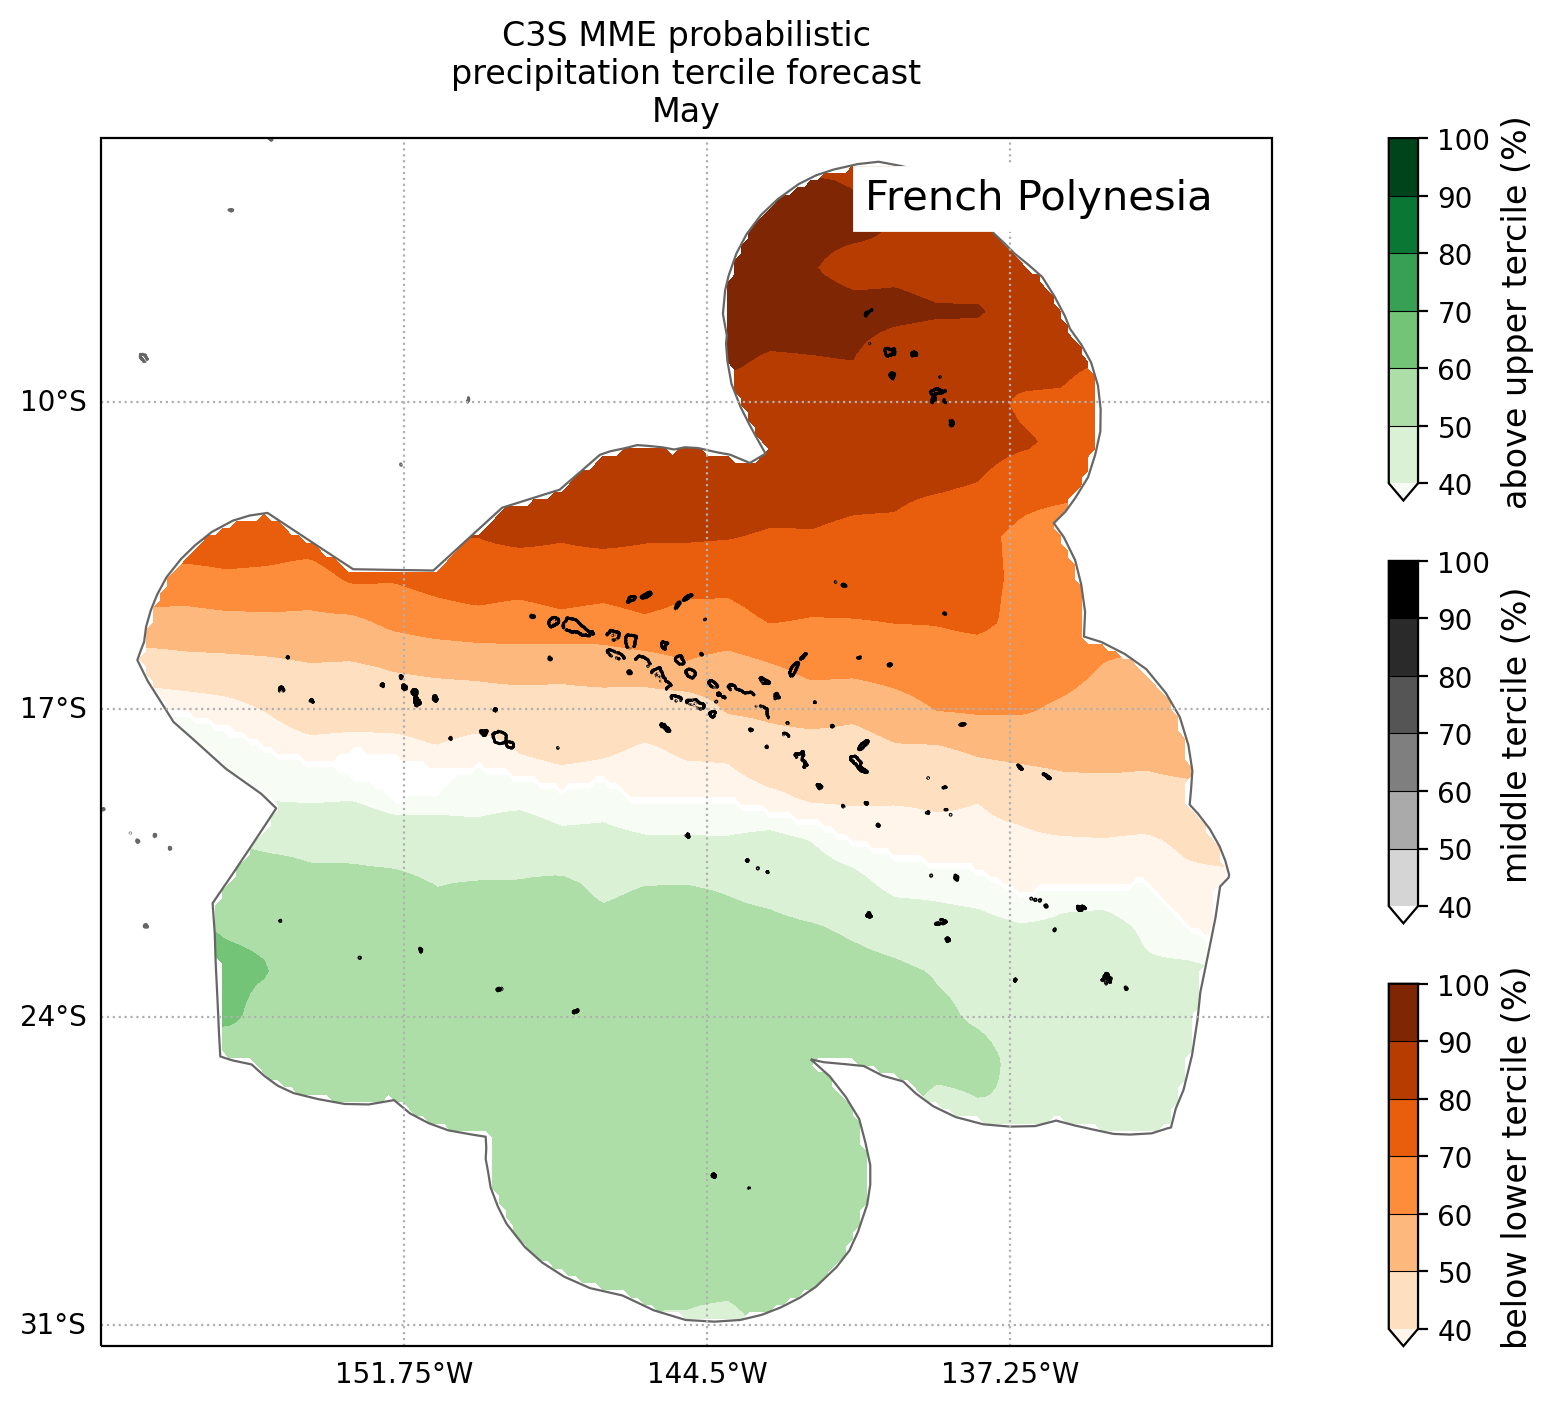 C3S MME probabilistic
precipitation tercile forecast
May
French Polynesia
10°S
17°S
24°S
31°S
151.75°W
144.5°W
137.25°W
100
90
80
70
60
50
40
above upper tercile (%)
100
90
80
70
60
50
40
middle tercile (%)
100
90
80
70
60
50
40
below lower tercile (%)